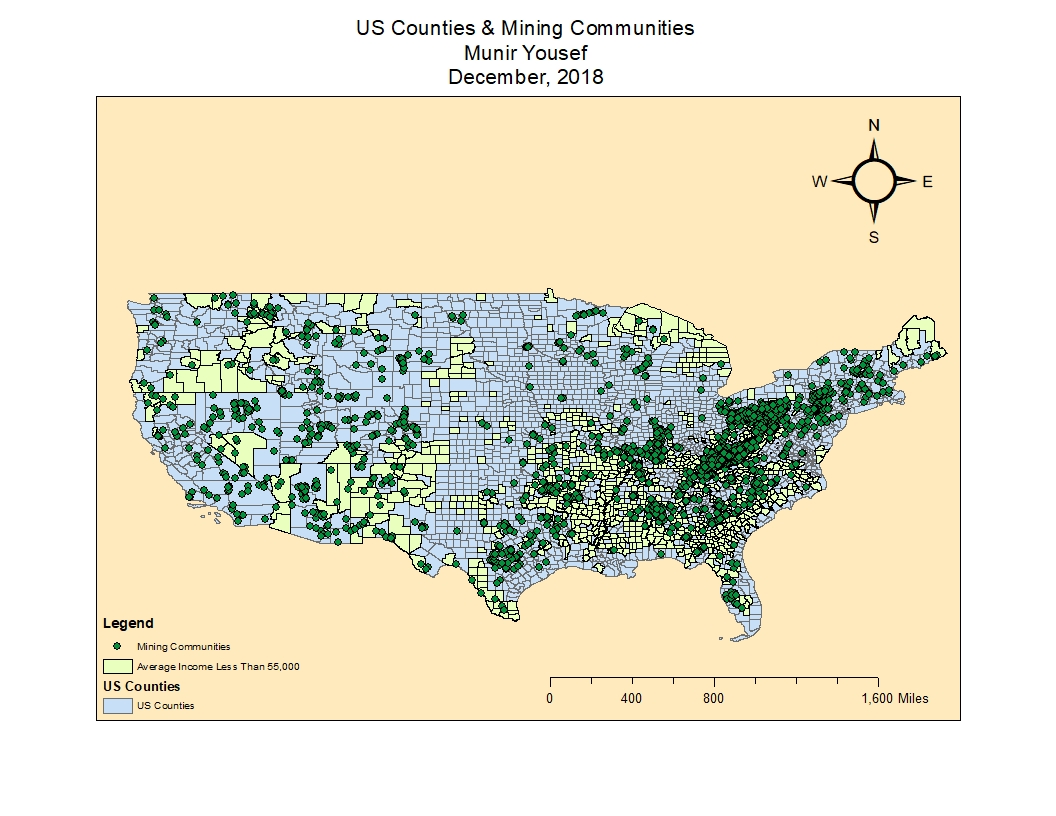 US Counties & Mining Communities
Munir Yousef
December, 2018
N
W E
S
Legend
Mining Communities
Average Income Less Than 55,000
US Counties
US Counties
0 400 800 1,600 Miles